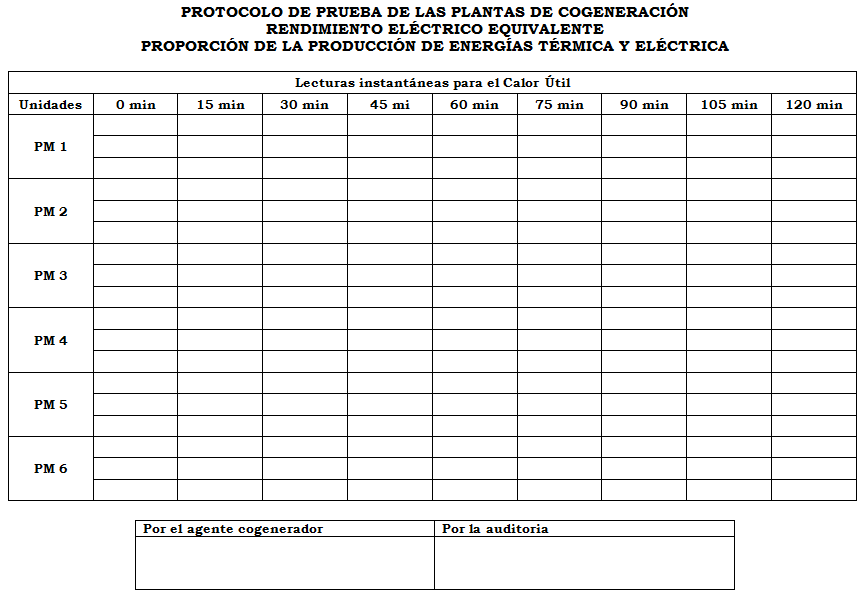 PROTOCOLO DE PRUEBA DE LAS PLANTAS DE COGENERACIÓN
RENDIMIENTO ELÉCTRICO EQUIVALENTE
PROPORCIÓN DE LA PRODUCCIÓN DE ENERGÍAS TÉRMICA Y ELÉCTRICA
Lecturas instantáneas para el Calor Útil
Unidades 0 min 15 min 30 min 45 mi 60 min 75 min 90 min 105 min 120 min
PM 1
PM 2
PM 3
PM 4
PM 5
PM 6
Por el agente cogenerador Por la auditoria